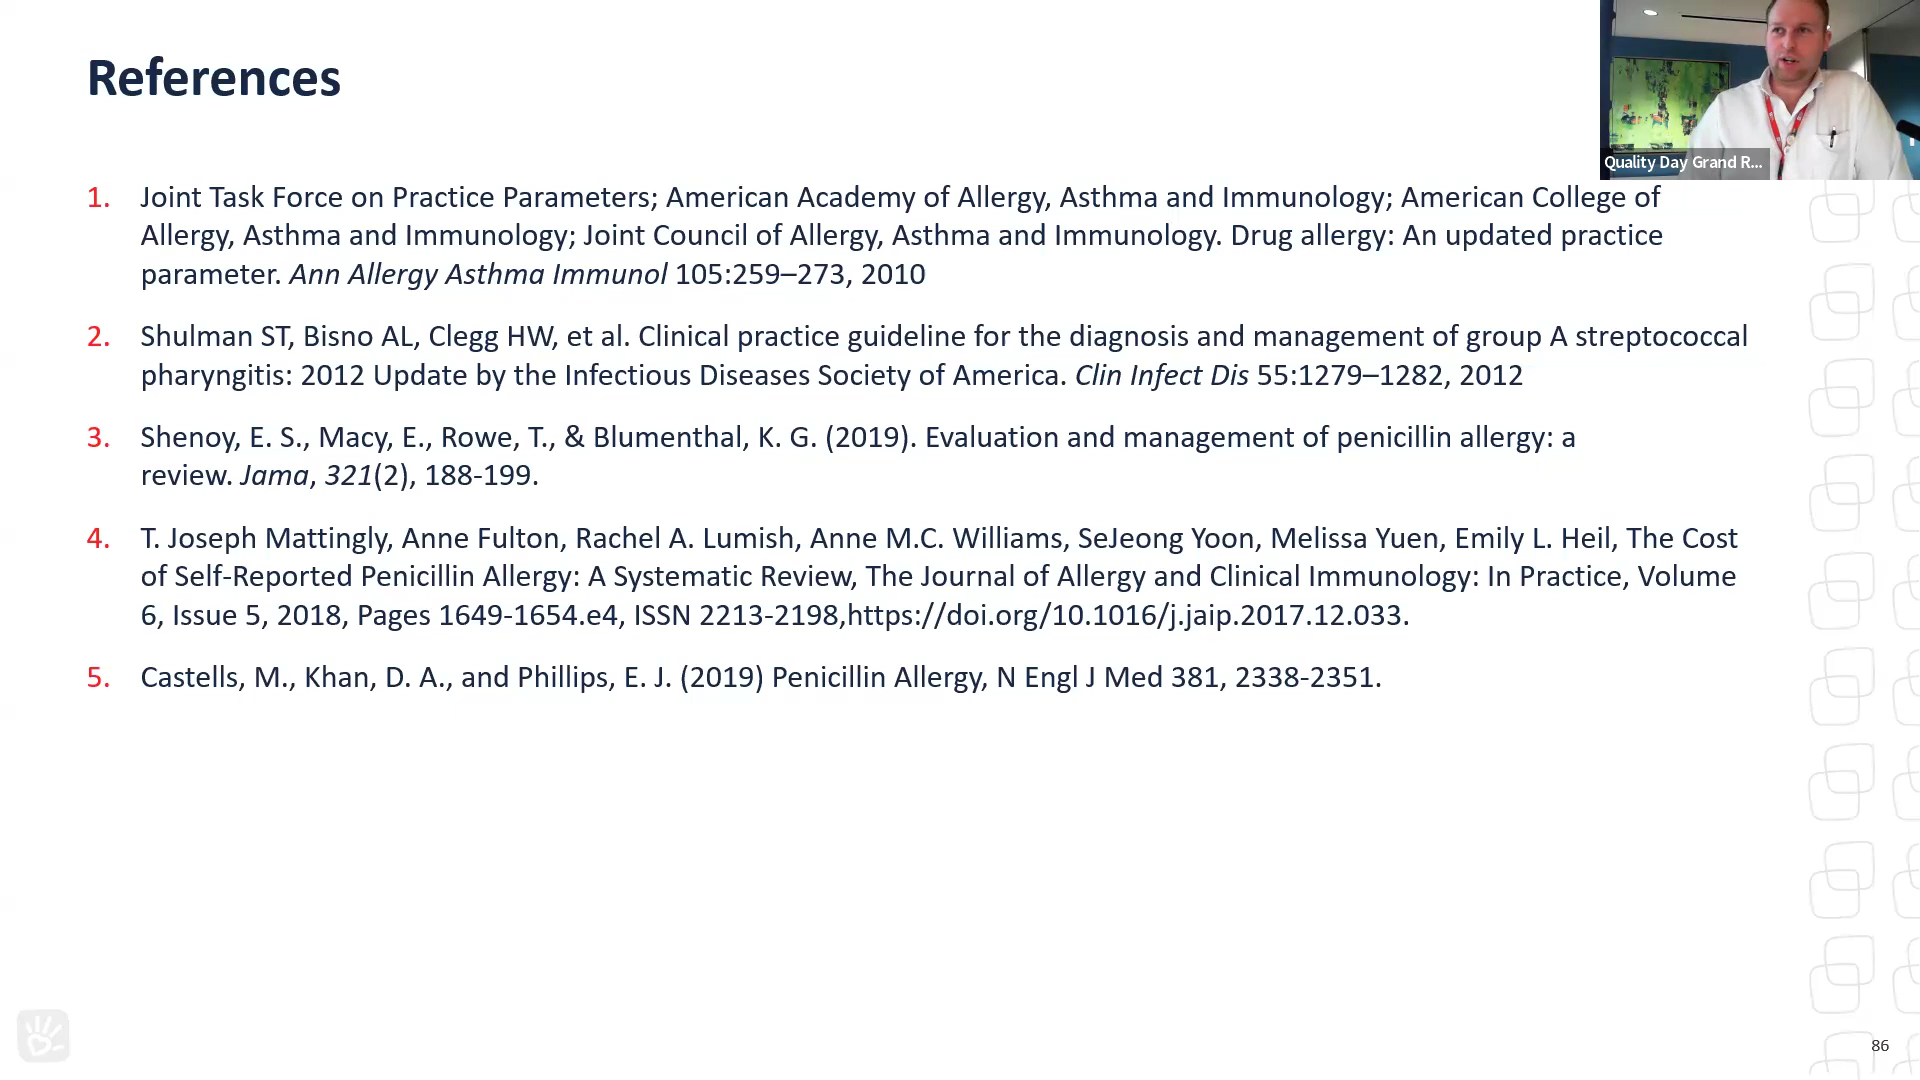 References
Quality Day Grand R...
1. Joint Task Force on Practice Parameters; American Academy of Allergy, Asthma and Immunology; American College of
Allergy, Asthma and Immunology; Joint Council of Allergy, Asthma and Immunology. Drug allergy: An updated practice
parameter. Ann Allergy Asthma Immunol 105:259–273, 2010
2. Shulman ST, Bisno AL, Clegg HW, et al. Clinical practice guideline for the diagnosis and management of group A streptococcal
pharyngitis: 2012 Update by the Infectious Diseases Society of America. Clin Infect Dis 55:1279–1282, 2012
3. Shenoy, E. S., Macy, E., Rowe, T., & Blumenthal, K. G. (2019). Evaluation and management of penicillin allergy: a
review. Jama, 321(2), 188-199.
4. T. Joseph Mattingly, Anne Fulton, Rachel A. Lumish, Anne M.C. Williams, SeJeong Yoon, Melissa Yuen, Emily L. Heil, The Cost
of Self-Reported Penicillin Allergy: A Systematic Review, The Journal of Allergy and Clinical Immunology: In Practice, Volume
6, Issue 5, 2018, Pages 1649-1654.e4, ISSN 2213-2198,https://doi.org/10.1016/j.jaip.2017.12.033.
5. Castells, M., Khan, D. A., and Phillips, E. J. (2019) Penicillin Allergy, N Engl J Med 381, 2338-2351.
86